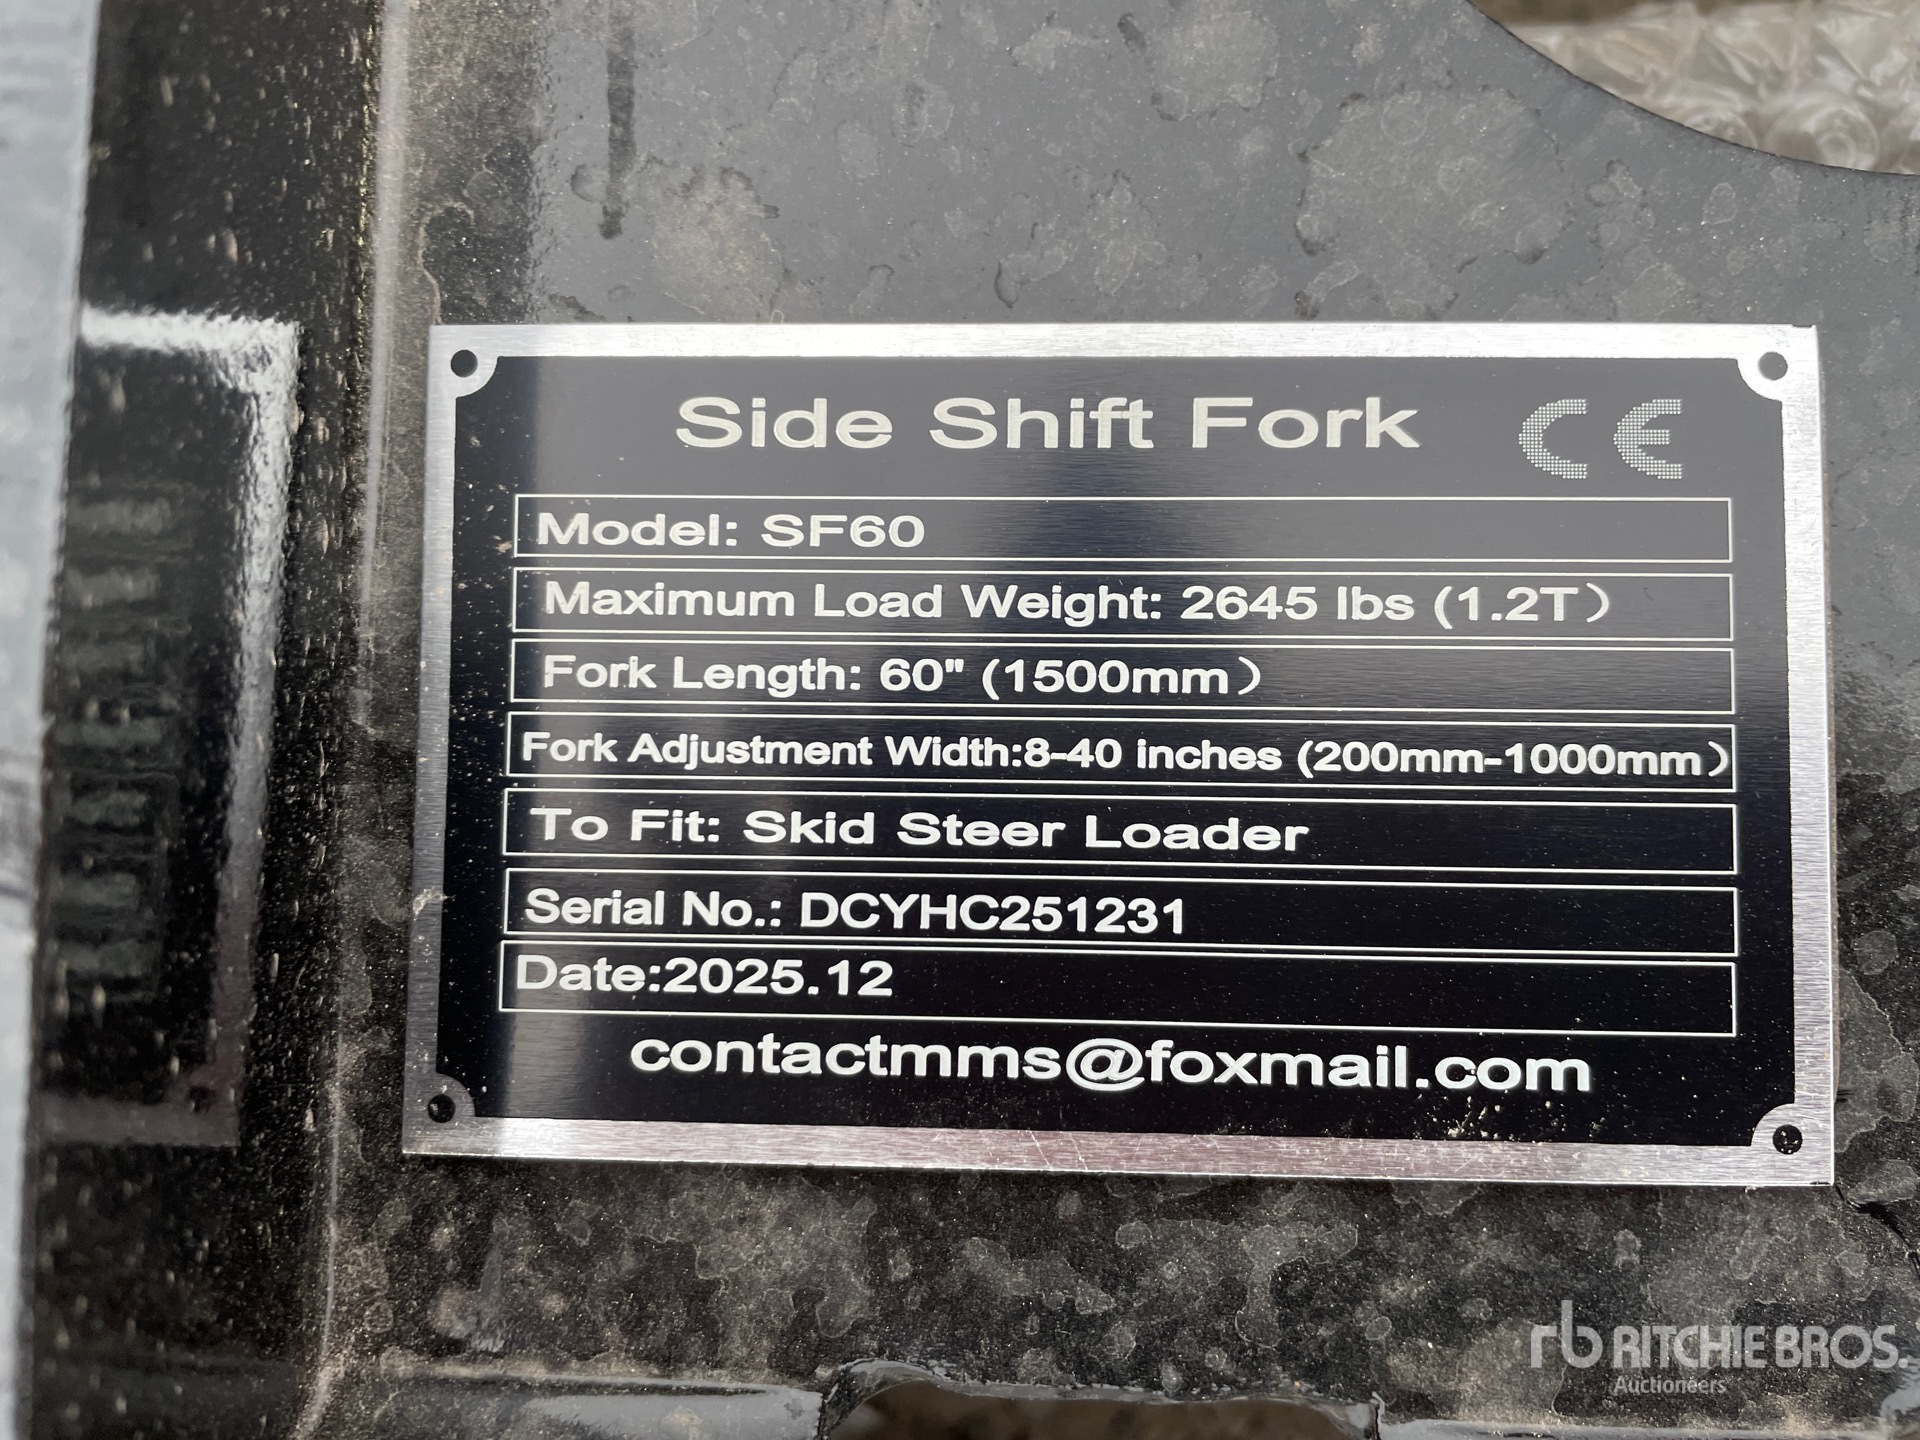 Side Shift Fork CE
Model: SF60
Maximum Load Weight: 2645 lbs (1.2T）
Fork Length: 60" (1500mm）
Fork Adjustment Width:8-40 inches (200mm-1000mm）
To Fit: Skid Steer Loader
Serial No.: DCYHC251231
Date:2025.12
contactmms@foxmail.com
rb RITCHIE BROS.
Auctioneers